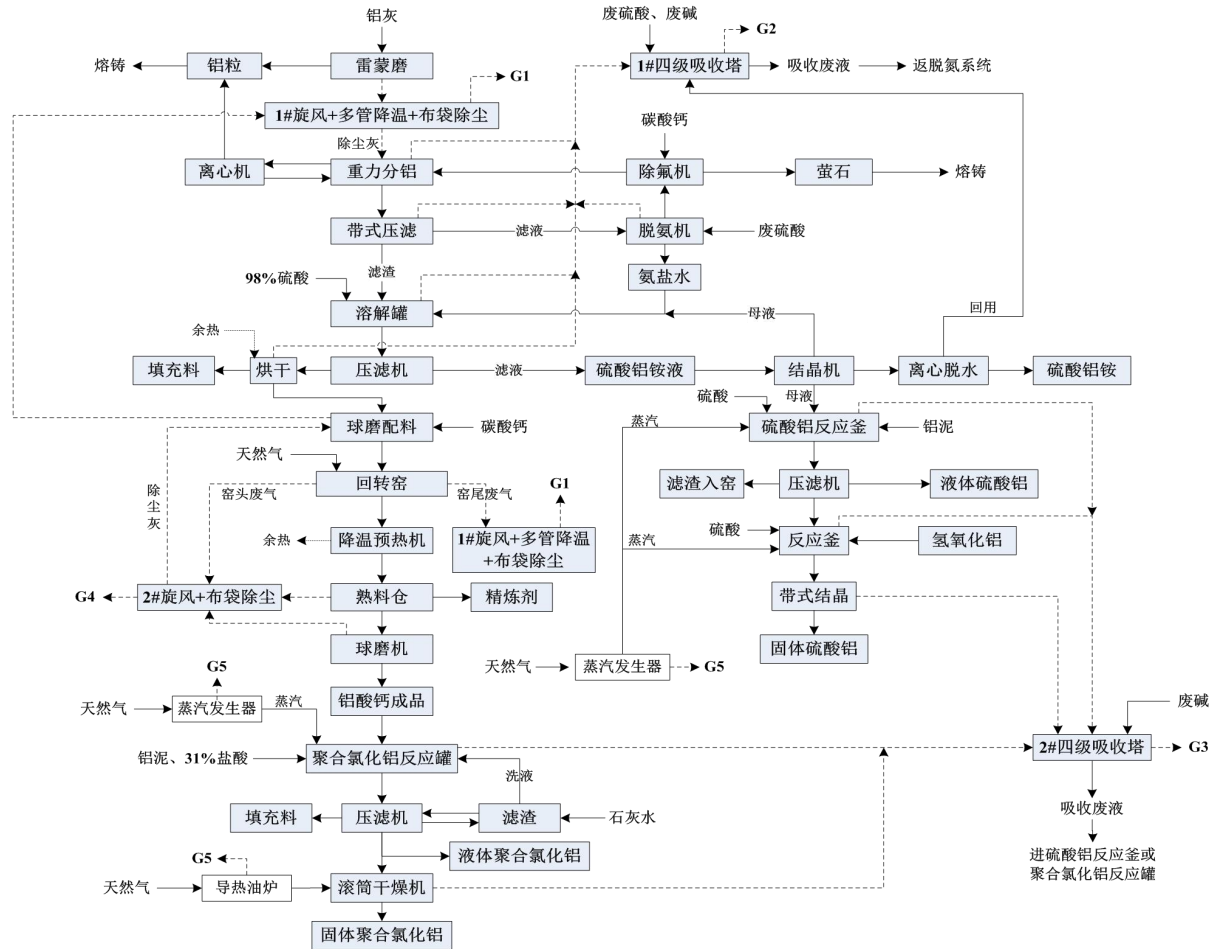 铝灰
废硫酸、废碱
G2
熔铸
铝粒
雷蒙磨
G1
1#四级吸收塔
吸收废液
返脱氮系统
1#旋风+多管降温+布袋除尘
除尘灰
碳酸钙
离心机
重力分铝
除氟机
萤石
熔铸
带式压滤
滤液
脱氨机
废硫酸
滤渣
氨盐水
98%硫酸
溶解罐
母液
回用
余热
填充料
烘干
压滤机
滤液
硫酸铝铵液
结晶机
离心脱水
硫酸铝铵
硫酸
母液
球磨配料
碳酸钙
蒸汽
硫酸铝反应釜
铝泥
天然气
回转窑
窑头废气
窑尾废气
G1
滤渣入窑
压滤机
液体硫酸铝
除尘灰
硫酸
余热
降温预热机
1#旋风+多管降温
+布袋除尘
蒸汽
反应釜
氢氧化铝
G4
2#旋风+布袋除尘
熟料仓
精炼剂
带式结晶
球磨机
固体硫酸铝
G5
天然气
蒸汽发生器
G5
天然气
蒸汽发生器
蒸汽
铝酸钙成品
废碱
铝泥、31%盐酸
聚合氯化铝反应罐
2#四级吸收塔
G3
洗液
填充料
压滤机
滤渣
石灰水
吸收废液
液体聚合氯化铝
G5
进硫酸铝反应釜或
聚合氯化铝反应罐
天然气
导热油炉
滚筒干燥机
固体聚合氯化铝